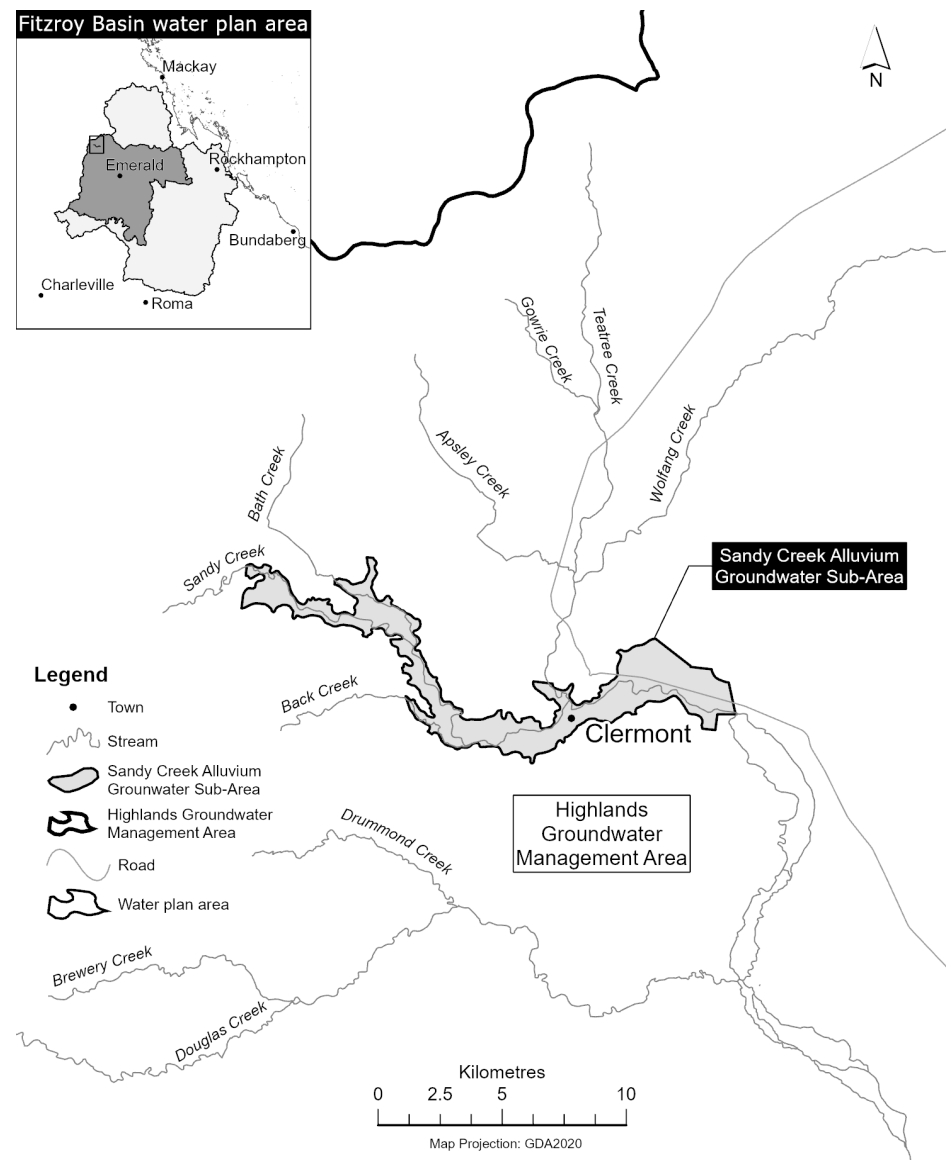 Fitzroy Basin water plan area
Mackay
Rockhampton
Emerald
Bundaberg
Charleville
Roma
N
Gowrie Creek
Teatree Creek
Apsley Creek
Wolfang Creek
Bath Creek
Sandy Creek
Sandy Creek Alluvium
Groundwater Sub-Area
Back Creek
Clermont
Highlands
Groundwater
Management Area
Drummond Creek
Brewery Creek
Douglas Creek
Legend
Town
Stream
Sandy Creek Alluvium
Grounwater Sub-Area
Highlands Groundwater
Management Area
Road
Water plan area
Kilometres
0 2.5 5 10
Map Projection: GDA2020